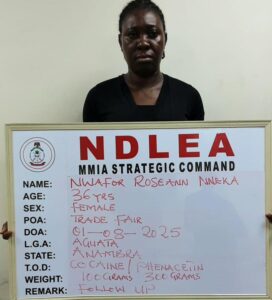 NDLEA
MMIA STRATEGIC COMMAND
NAME: NWAFOR ROSEANN NNEKA
AGE: 36 YRS
SEX: FEMALE
POA: TRADE FAIR
DOA: 01-08-2025
L.G.A: AGUATA
STATE: ANAMBRA
T.O.D: COCAINE/PHENACETIN
WEIGHT: 100 GRAMS 300 GRAMS
REMARK: FOLLOW UP